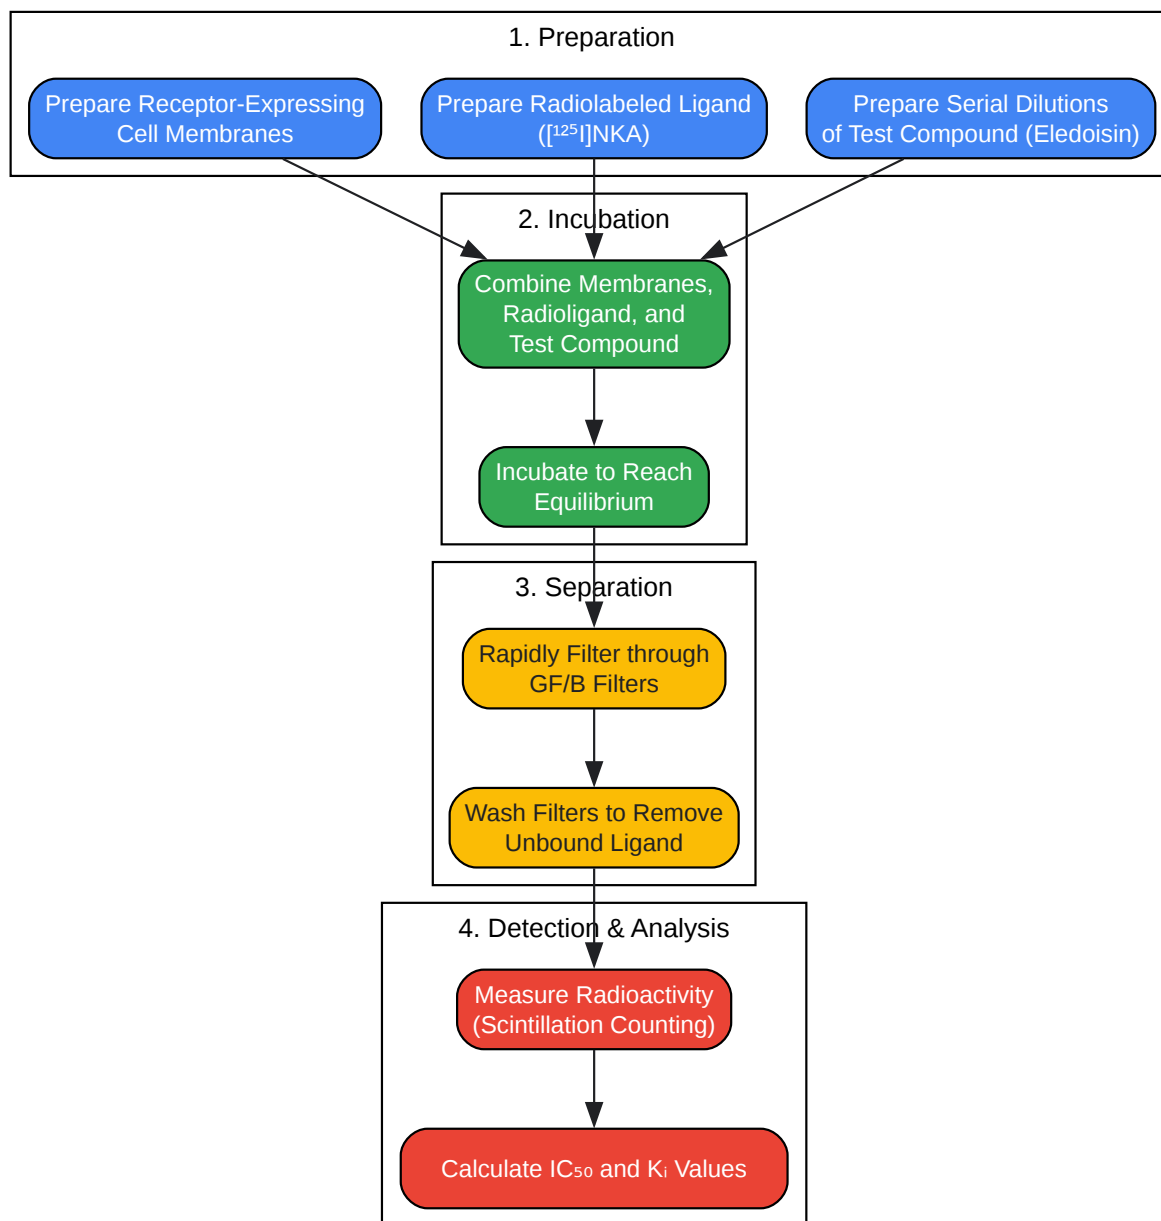 1. Preparation
Prepare Receptor-Expressing
Cell Membranes
Prepare Radiolabeled Ligand
([¹²⁵I]NKA)
Prepare Serial Dilutions
of Test Compound (Eledoisin)
2. Incubation
Combine Membranes,
Radioligand, and
Test Compound
Incubate to Reach
Equilibrium
3. Separation
Rapidly Filter through
GF/B Filters
Wash Filters to Remove
Unbound Ligand
4. Detection & Analysis
Measure Radioactivity
(Scintillation Counting)
Calculate IC₅₀ and Kᵢ Values